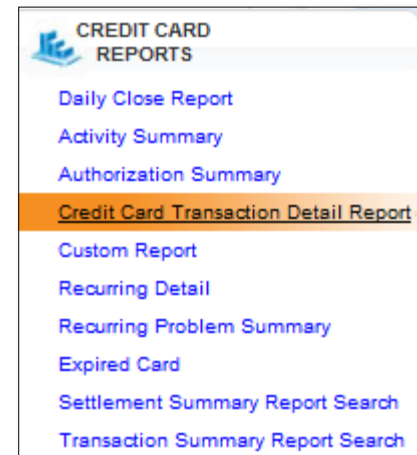 CREDIT CARD
REPORTS
Daily Close Report
Activity Summary
Authorization Summary
Credit Card Transaction Detail Report
Custom Report
Recurring Detail
Recurring Problem Summary
Expired Card
Settlement Summary Report Search
Transaction Summary Report Search